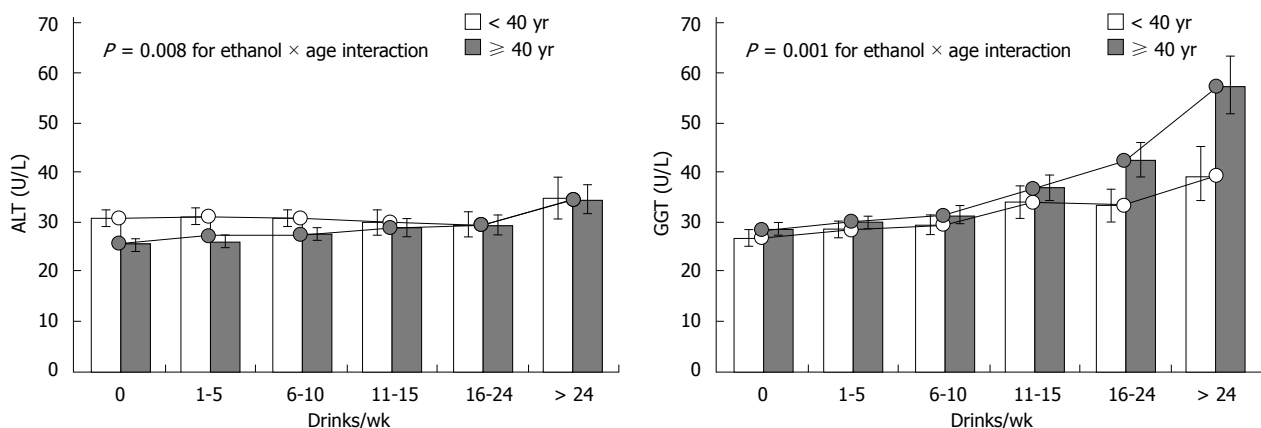 70
60
50
40
30
20
10
0
ALT (U/L)
P = 0.008 for ethanol × age interaction
< 40 yr
⩾ 40 yr
0 1-5 6-10 11-15 16-24 > 24
Drinks/wk
70
60
50
40
30
20
10
0
GGT (U/L)
P = 0.001 for ethanol × age interaction
< 40 yr
⩾ 40 yr
0 1-5 6-10 11-15 16-24 > 24
Drinks/wk